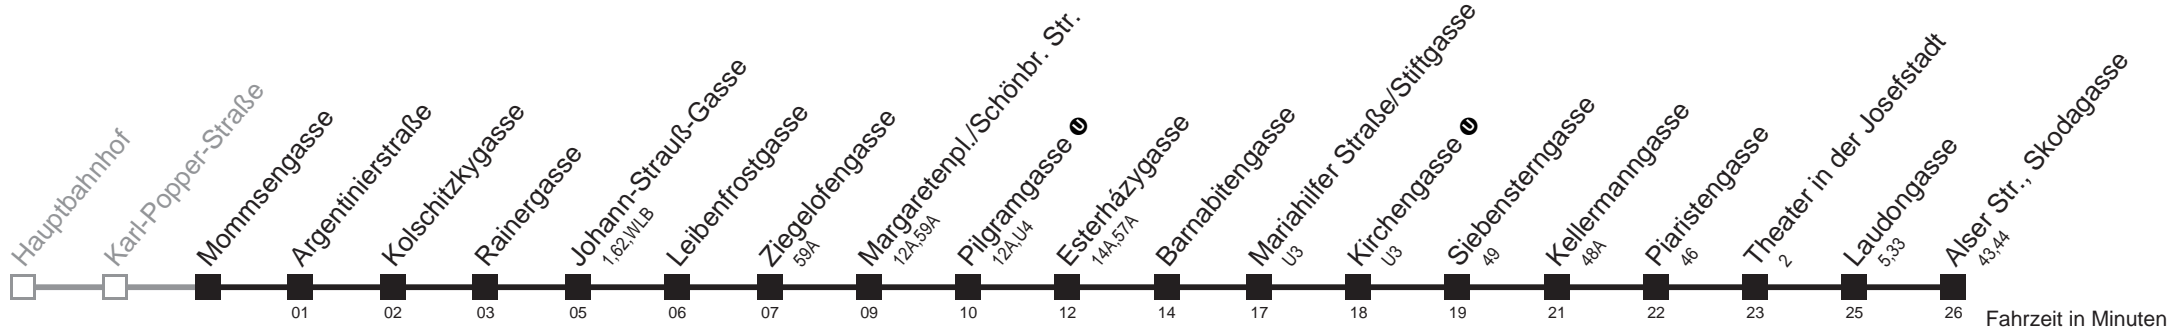 Hauptbahnhof
Karl-Popper-Straße
Mommsengasse
Argentinierstraße
01
Kolschitzkygasse
02
Rainergasse
03
Johann-Strauß-Gasse
1,62,WLB
05
Leibenfrostgasse
06
Ziegelofengasse
59A
07
Margaretenpl./Schönbr. Str.
12A,59A
09
Pilgramgasse U
12A,U4
10
Esterházygasse
14A,57A
12
Barnabitengasse
14
Mariahilfer Straße/Stiftgasse
U3
17
Kirchengasse U
U3
18
Siebensterngasse
49
19
Kellermanngasse
48A
21
Piaristengasse
46
22
Theater in der Josefstadt
2
23
Laudongasse
5,33
25
Alser Str., Skodagasse
43,44
26
Fahrzeit in Minuten